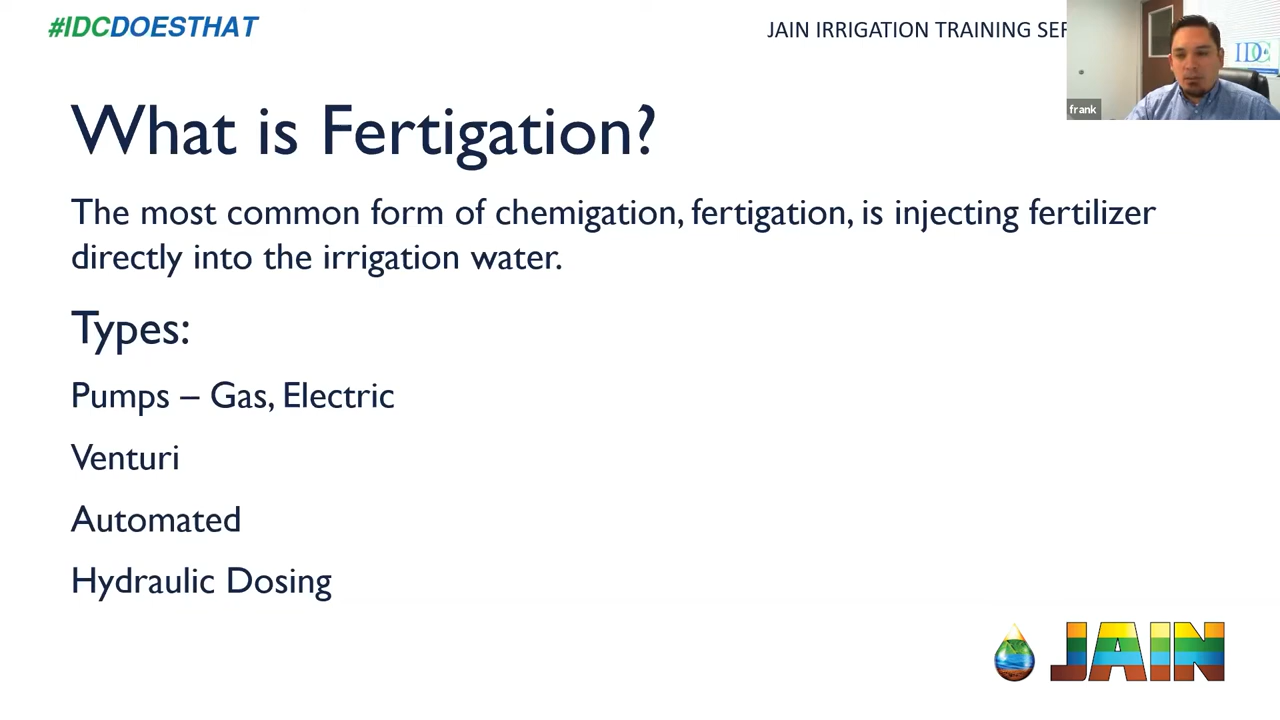 #IDCDOESTHAT
JAIN IRRIGATION TRAINING
IDC
frank
What is Fertigation?
The most common form of chemigation, fertigation, is injecting fertilizer
directly into the irrigation water.
Types:
Pumps – Gas, Electric
Venturi
Automated
Hydraulic Dosing
JAIN